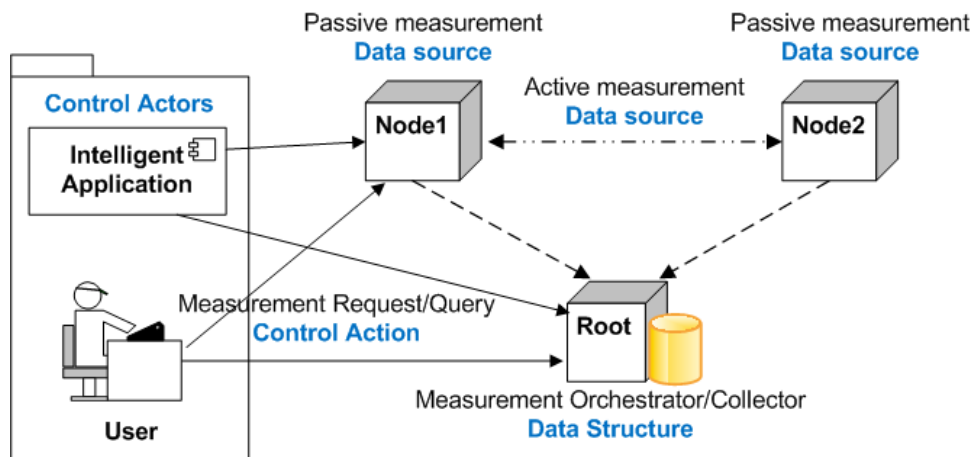 Passive measurement
Data source
Passive measurement
Data source
Control Actors
Active measurement
Data source
Node1
Node2
Intelligent
Application
Measurement Request/Query
Control Action
Root
User
Measurement Orchestrator/Collector
Data Structure